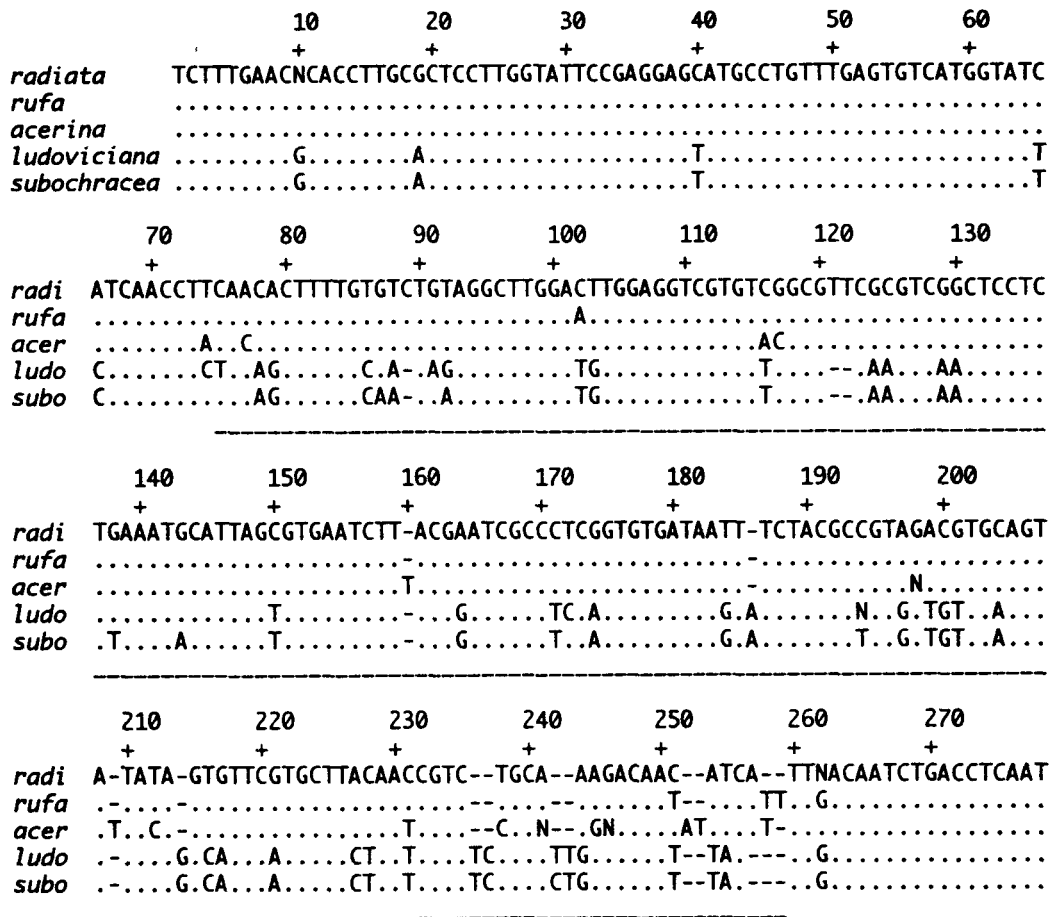 10 20 30 40 50 60
+ + + + + +
radiata TCTTTGAACNCACCTTGCGCTCCTTGGTATTCCGAGGAGCATGCCTGTTTGAGTGTCATGGTATC
rufa .................................................................
acerina .................................................................
ludoviciana .........G........A....................T........................T
subochracea .........G........A....................T........................T
70 80 90 100 110 120 130
+ + + + + + +
radi ATCAACCTTCAACACTTTTGTGTCTGTAGGCTTGGACTTGGAGGTCGTGTCGGCGTTCGCGTCGGCTCCTC
rufa ....................................A..................................
acer ........A..C......................................AC...................
ludo C.......CT..AG......C.A-.AG.........TG............T....--.AA...AA......
subo C...........AG......CAA-..A.........TG............T....--.AA...AA......
140 150 160 170 180 190 200
+ + + + + + +
radi TGAAATGCATTAGCGTGAATCTT-ACGAATCGCCCTCGGTGTGATAATT-TCTACGCCGTAGACGTGCAGT
rufa .......................-.........................-.....................
acer .......................T.........................-...........N.........
ludo .............T.........-...G......TC.A.........G.A.......N..G.TGT..A...
subo .T....A......T.........-...G......T..A.........G.A.......T..G.TGT..A...
210 220 230 240 250 260 270
+ + + + + + +
radi A-TATA-GTGTTCGTGCTTACAACCGTC--TGCA--AAGACAAC--ATCA--TTNACAATCTGACCTCAAT
rufa .-....-.....................--....--.......T--....TT..G................
acer .T..C.-................T....--C..N--.GN.....AT....T-...................
ludo .-....G.CA...A.....CT..T....TC....TTG......T--TA.---..G................
subo .-....G.CA...A.....CT..T....TC....CTG......T--TA.---..G................